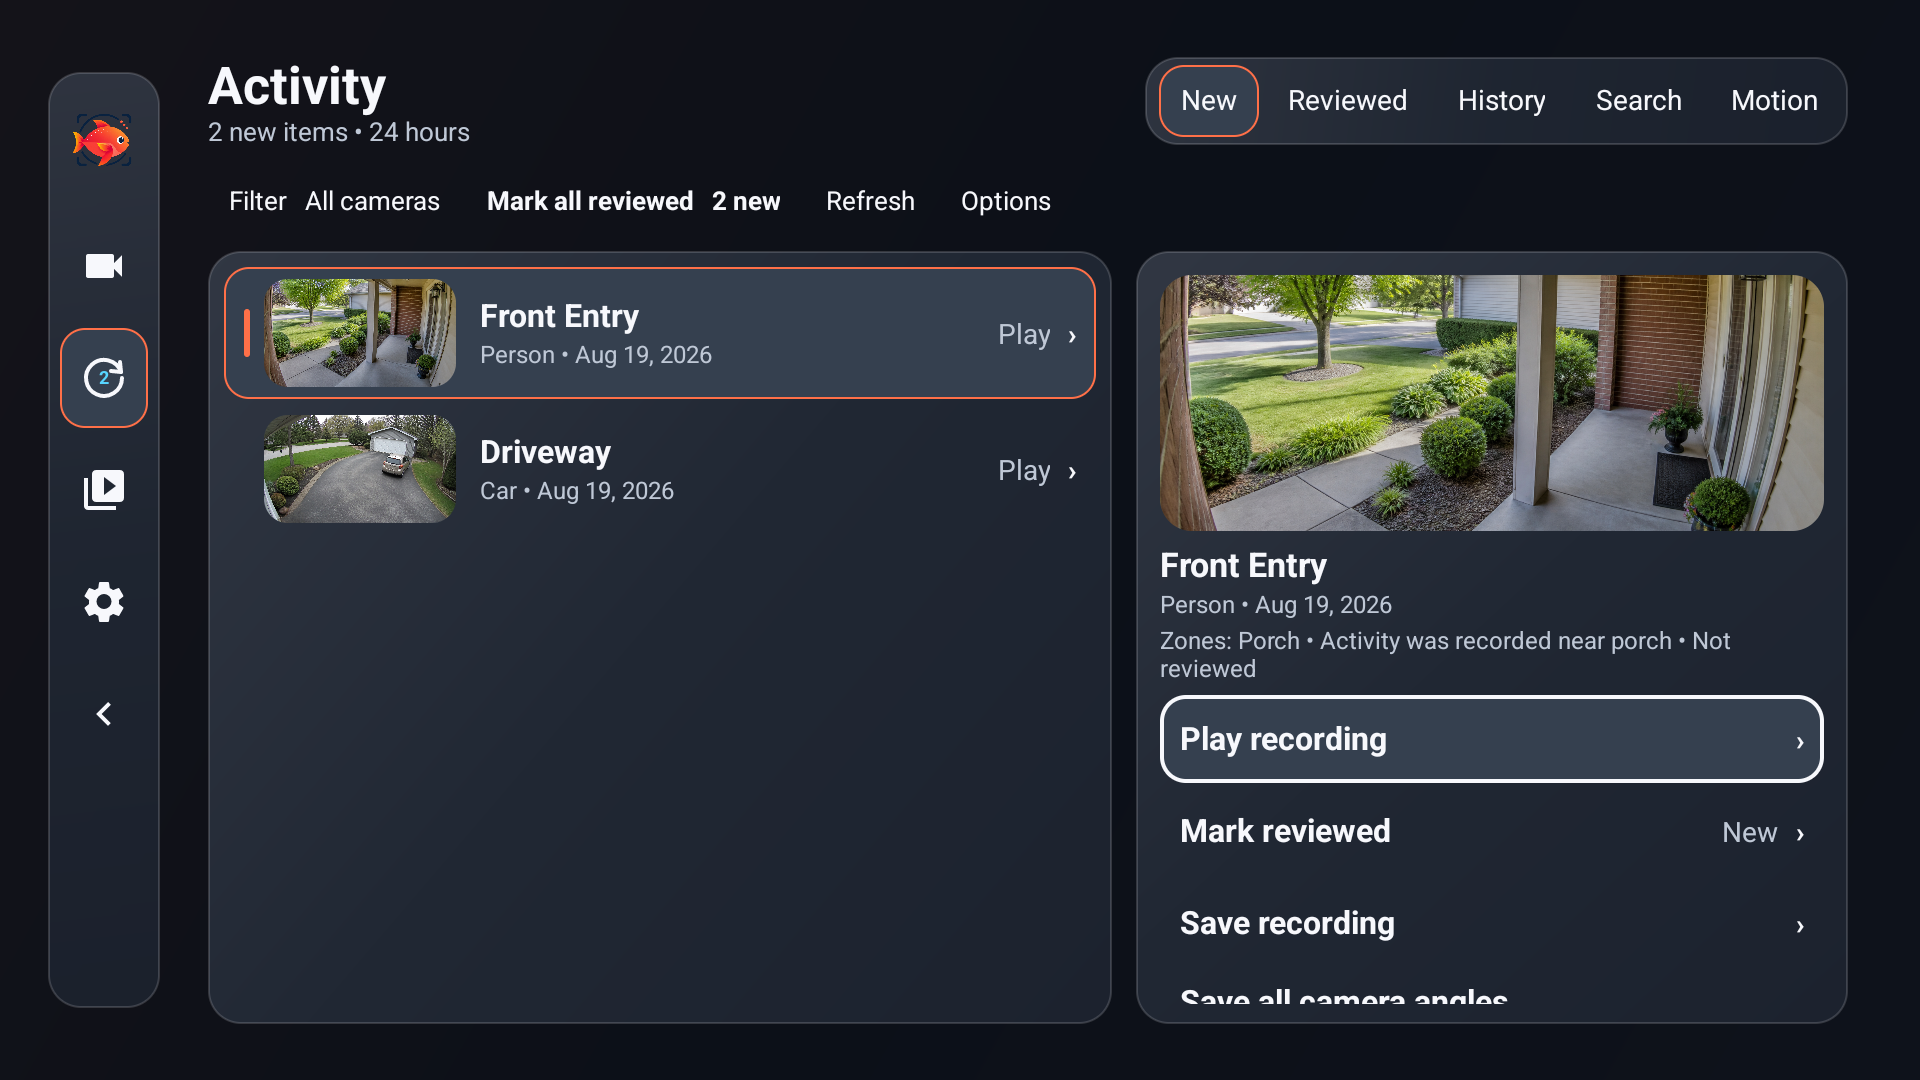 Activity
2 new items • 24 hours
New Reviewed History Search Motion
Filter All cameras Mark all reviewed 2 new Refresh Options
2
Front Entry
Person • Aug 19, 2026
Play ›
Driveway
Car • Aug 19, 2026
Play ›
Front Entry
Person • Aug 19, 2026
Zones: Porch • Activity was recorded near porch • Not
reviewed
Play recording ›
Mark reviewed New ›
Save recording ›
Save all camera angles